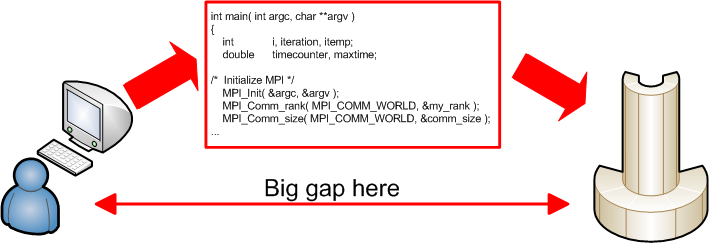 int main( int argc, char **argv )
{
int i, iteration, itemp;
double timecounter, maxtime;
/* Initialize MPI */
MPI_Init( &argc, &argv );
MPI_Comm_rank( MPI_COMM_WORLD, &my_rank );
MPI_Comm_size( MPI_COMM_WORLD, &comm_size );
...
Big gap here